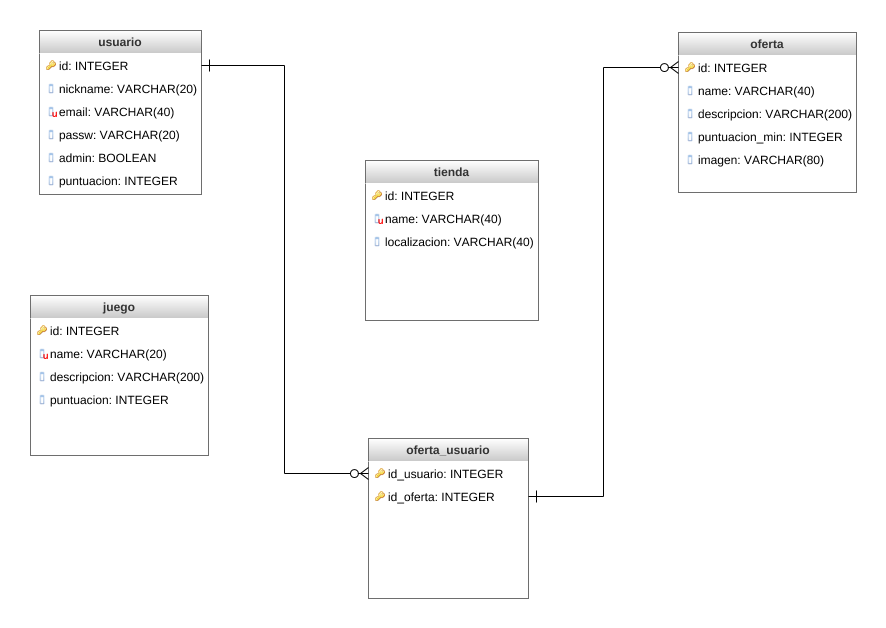 usuario
id: INTEGER
nickname: VARCHAR(20)
u email: VARCHAR(40)
passw: VARCHAR(20)
admin: BOOLEAN
puntuacion: INTEGER
oferta
id: INTEGER
name: VARCHAR(40)
descripcion: VARCHAR(200)
puntuacion_min: INTEGER
imagen: VARCHAR(80)
tienda
id: INTEGER
u name: VARCHAR(40)
localizacion: VARCHAR(40)
juego
id: INTEGER
u name: VARCHAR(20)
descripcion: VARCHAR(200)
puntuacion: INTEGER
oferta_usuario
id_usuario: INTEGER
id_oferta: INTEGER